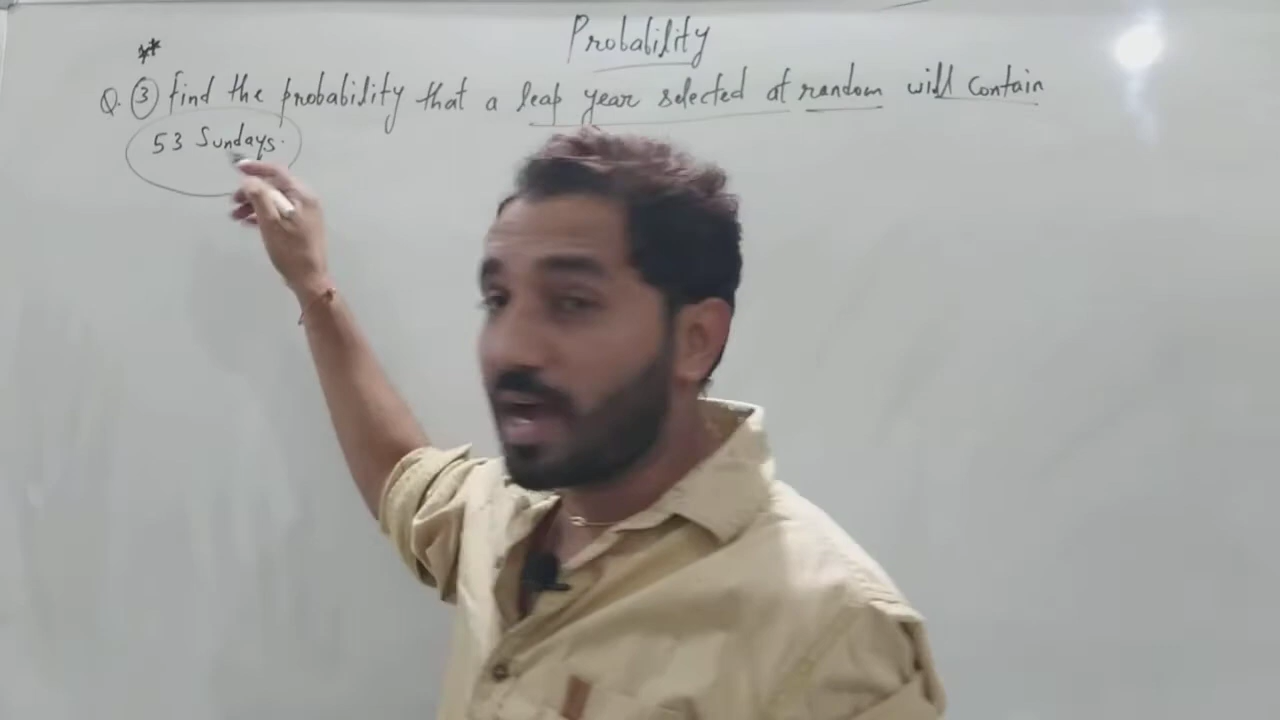 Probability
**
Q. 3 find the probability that a leap year selected at random will contain
53 Sundays.